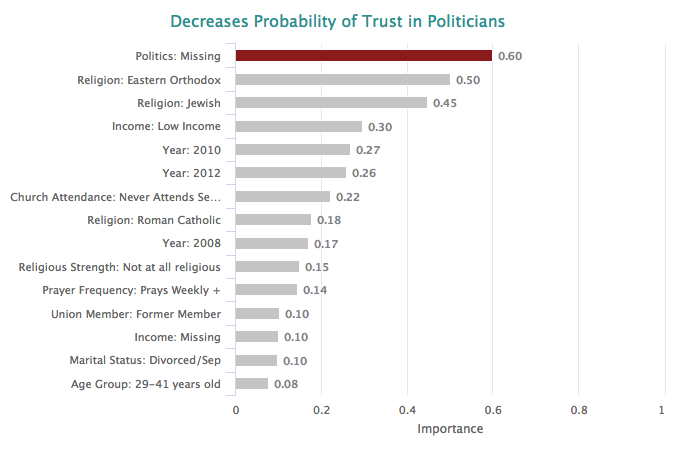 Decreases Probability of Trust in Politicians
Politics: Missing 0.60
Religion: Eastern Orthodox 0.50
Religion: Jewish 0.45
Income: Low Income 0.30
Year: 2010 0.27
Year: 2012 0.26
Church Attendance: Never Attends Se... 0.22
Religion: Roman Catholic 0.18
Year: 2008 0.17
Religious Strength: Not at all religious 0.15
Prayer Frequency: Prays Weekly + 0.14
Union Member: Former Member 0.10
Income: Missing 0.10
Marital Status: Divorced/Sep 0.10
Age Group: 29-41 years old 0.08
0 0.2 0.4 0.6 0.8 1
Importance